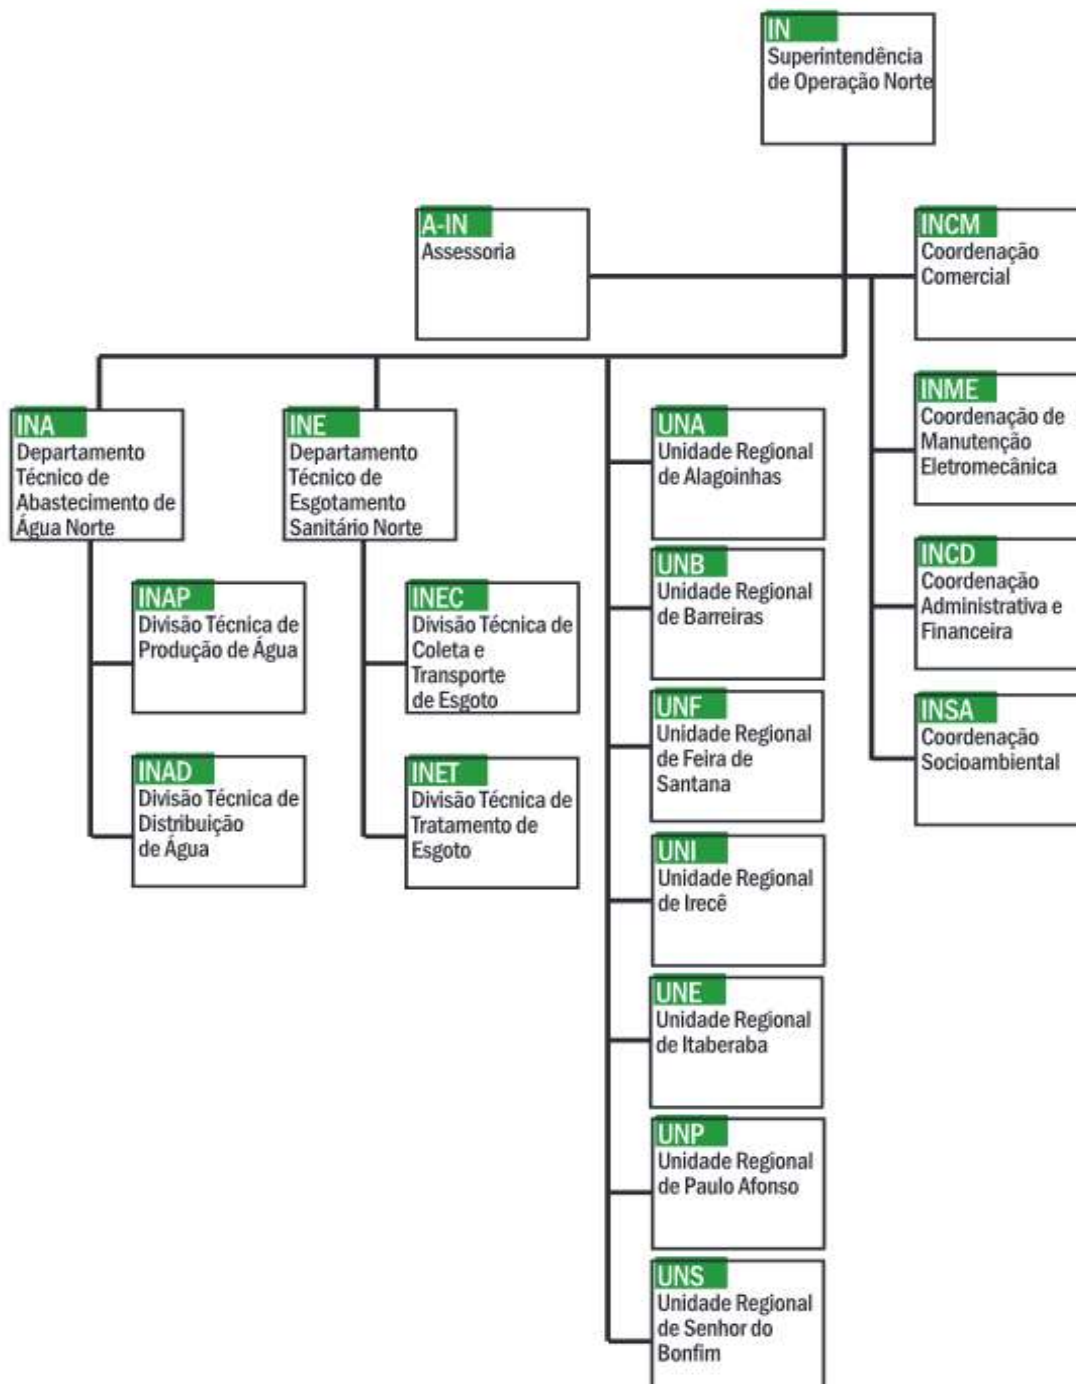 IN
Superintendência
de Operação Norte
A-IN
Assessoria
INCM
Coordenação
Comercial
INME
Coordenação de
Manutenção
Eletromecânica
INCD
Coordenação
Administrativa e
Financeira
INSA
Coordenação
Socioambiental
INA
Departamento
Técnico de
Abastecimento de
Água Norte
INAP
Divisão Técnica de
Produção de Água
INAD
Divisão Técnica de
Distribuição
de Água
INE
Departamento
Técnico de
Esgotamento
Sanitário Norte
INEC
Divisão Técnica de
Coleta e
Transporte
de Esgoto
INET
Divisão Técnica de
Tratamento de
Esgoto
UNA
Unidade Regional
de Alagoinhas
UNB
Unidade Regional
de Barreiras
UNF
Unidade Regional
de Feira de
Santana
UNI
Unidade Regional
de Irecê
UNE
Unidade Regional
de Itaberaba
UNP
Unidade Regional
de Paulo Afonso
UNS
Unidade Regional
de Senhor do
Bonfim